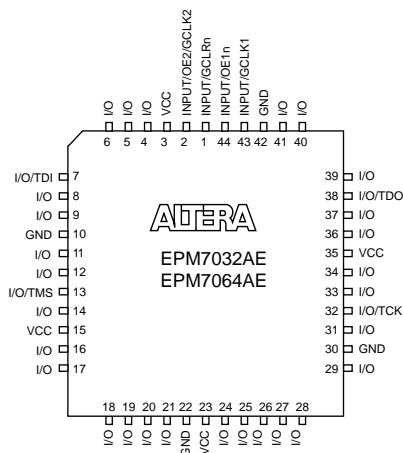 I/O
I/O
I/O
VCC
INPUT/OE2/GCLK2
INPUT/GCLRn
INPUT/OE1n
INPUT/GCLK1
GND
I/O
I/O
6 5 4 3 2 1 44 43 42 41 40
I/O/TDI 7
I/O 8
I/O 9
GND 10
I/O 11
I/O 12
I/O/TMS 13
I/O 14
VCC 15
I/O 16
I/O 17
ALTERA
EPM7032AE
EPM7064AE
39 I/O
38 I/O/TDO
37 I/O
36 I/O
35 VCC
34 I/O
33 I/O
32 I/O/TCK
31 I/O
30 GND
29 I/O
18 19 20 21 22 23 24 25 26 27 28
I/O
I/O
I/O
I/O
GND
VCC
I/O
I/O
I/O
I/O
I/O